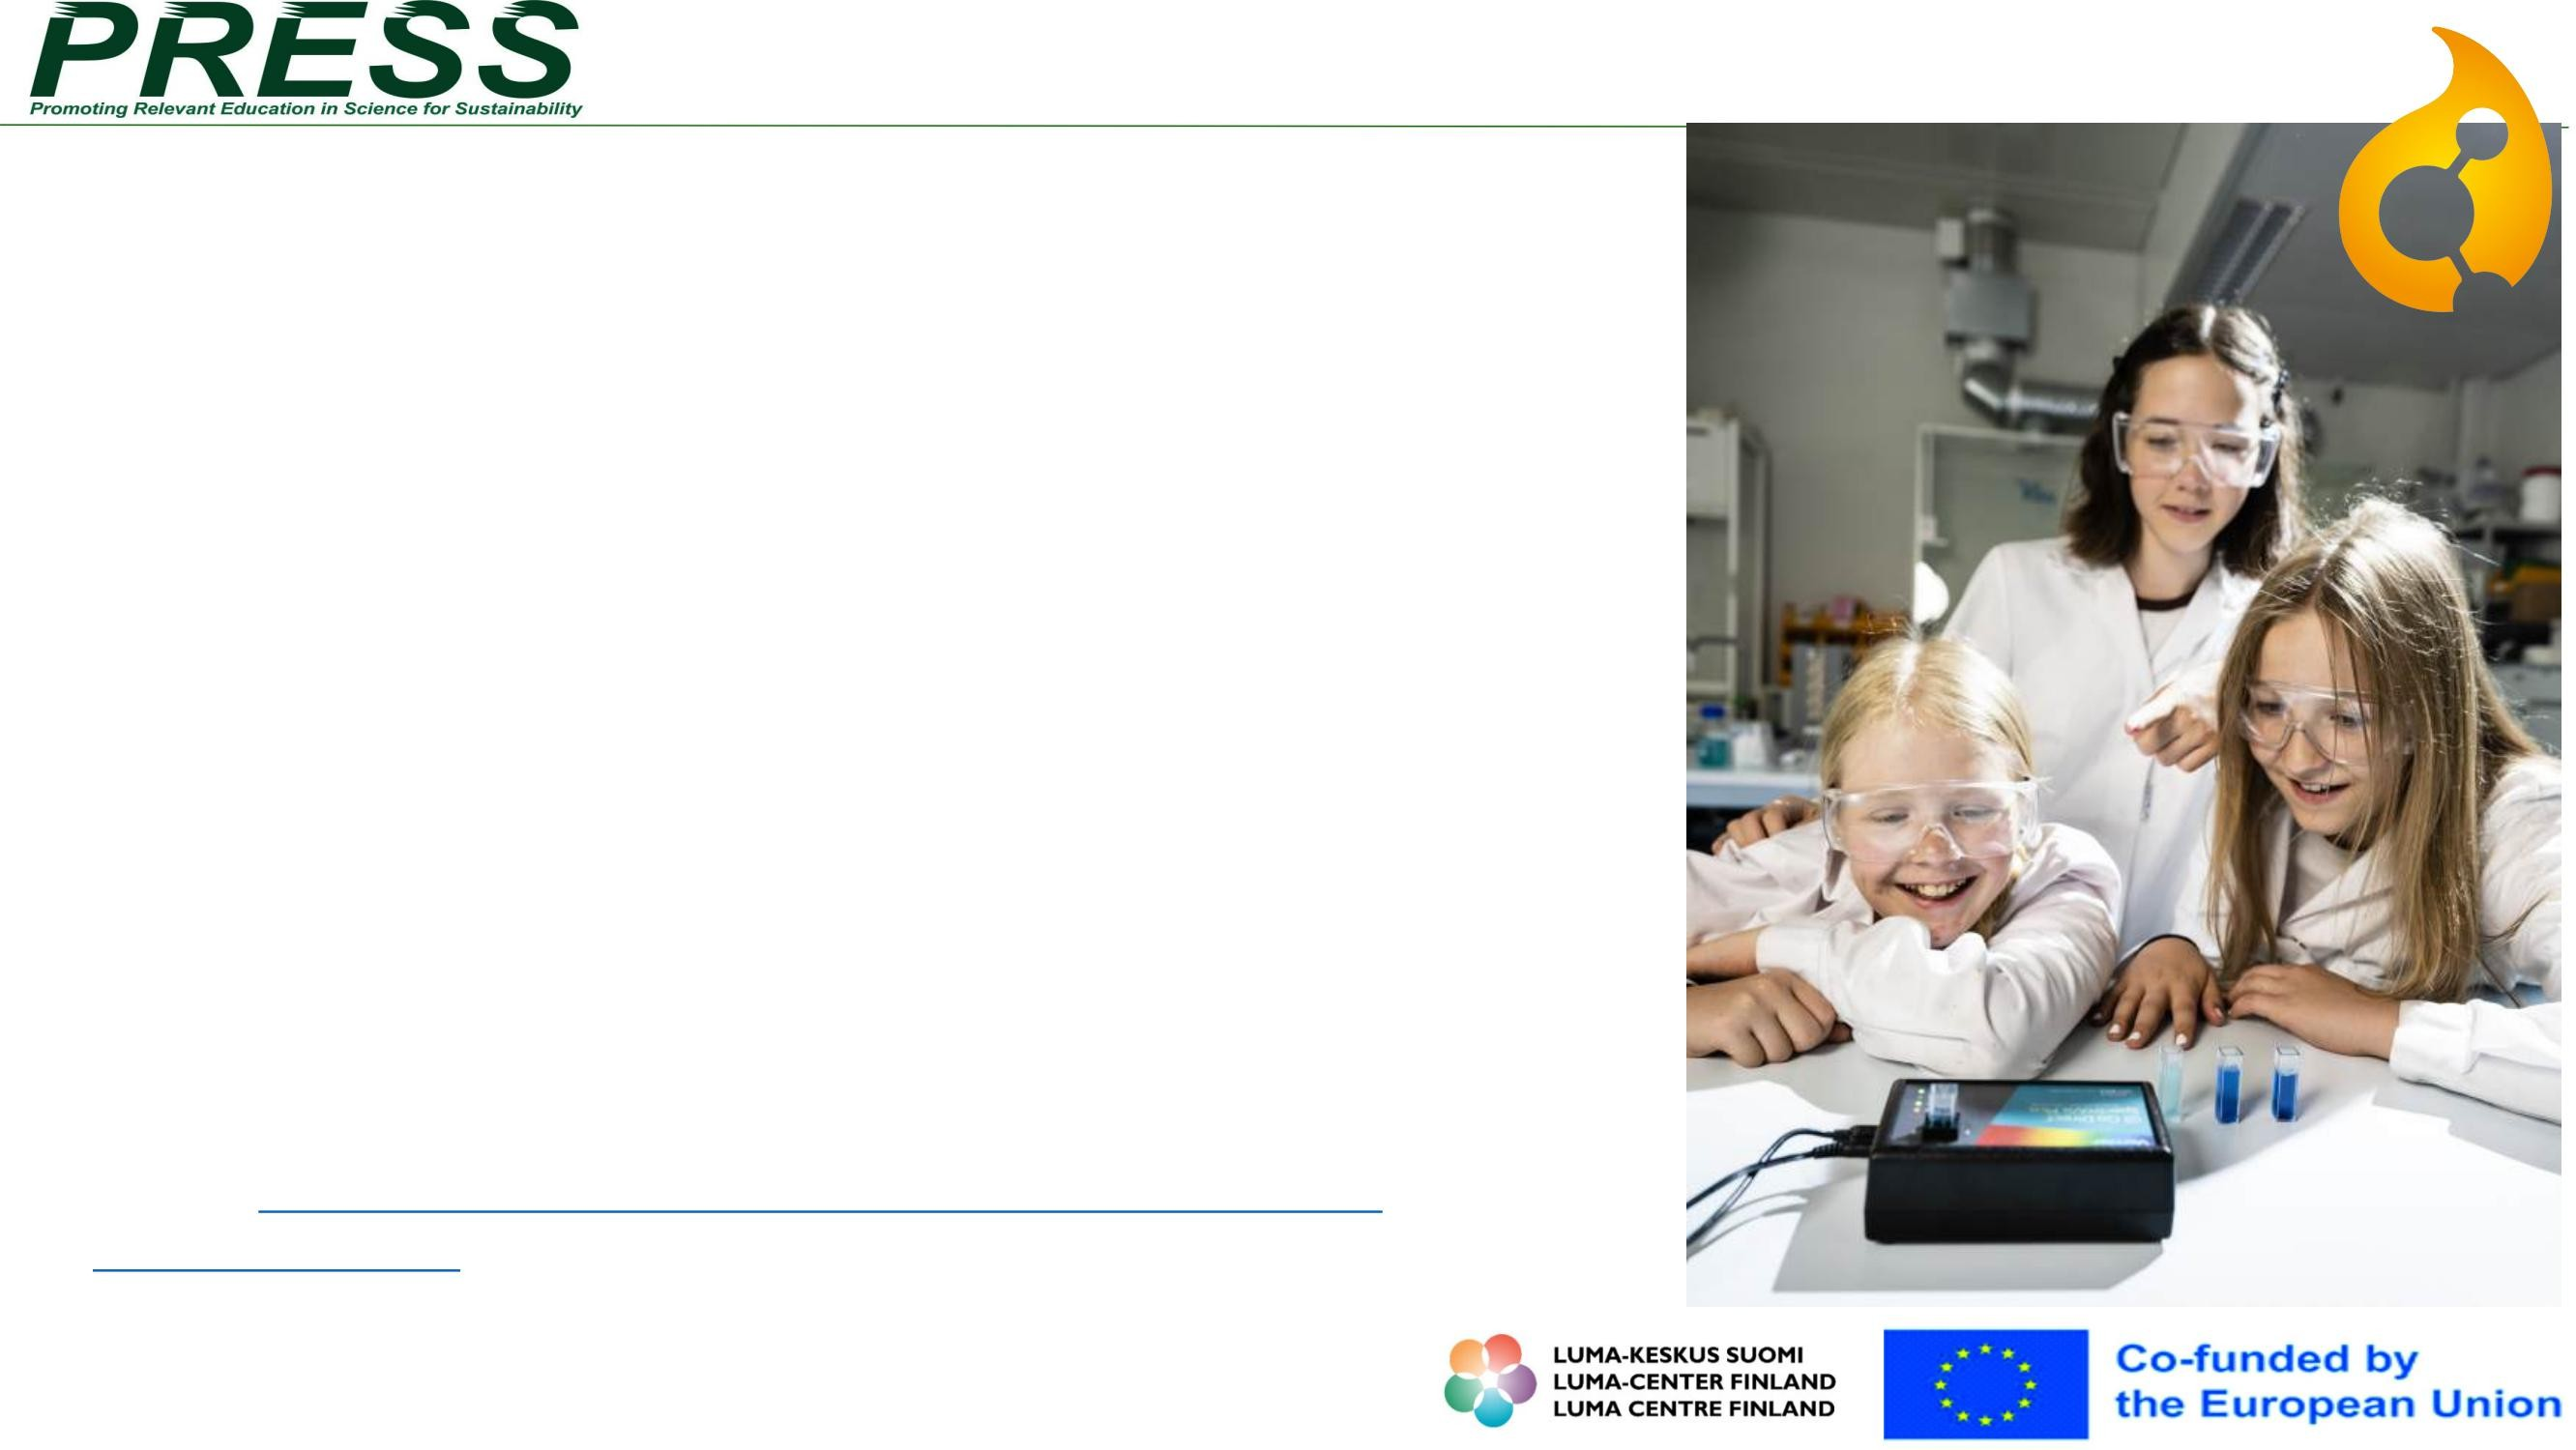 PRESS
Promoting Relevant Education in Science for Sustainability
LUMA-KESKUS SUOMI
LUMA-CENTER FINLAND
LUMA CENTRE FINLAND
Co-funded by
the European Union